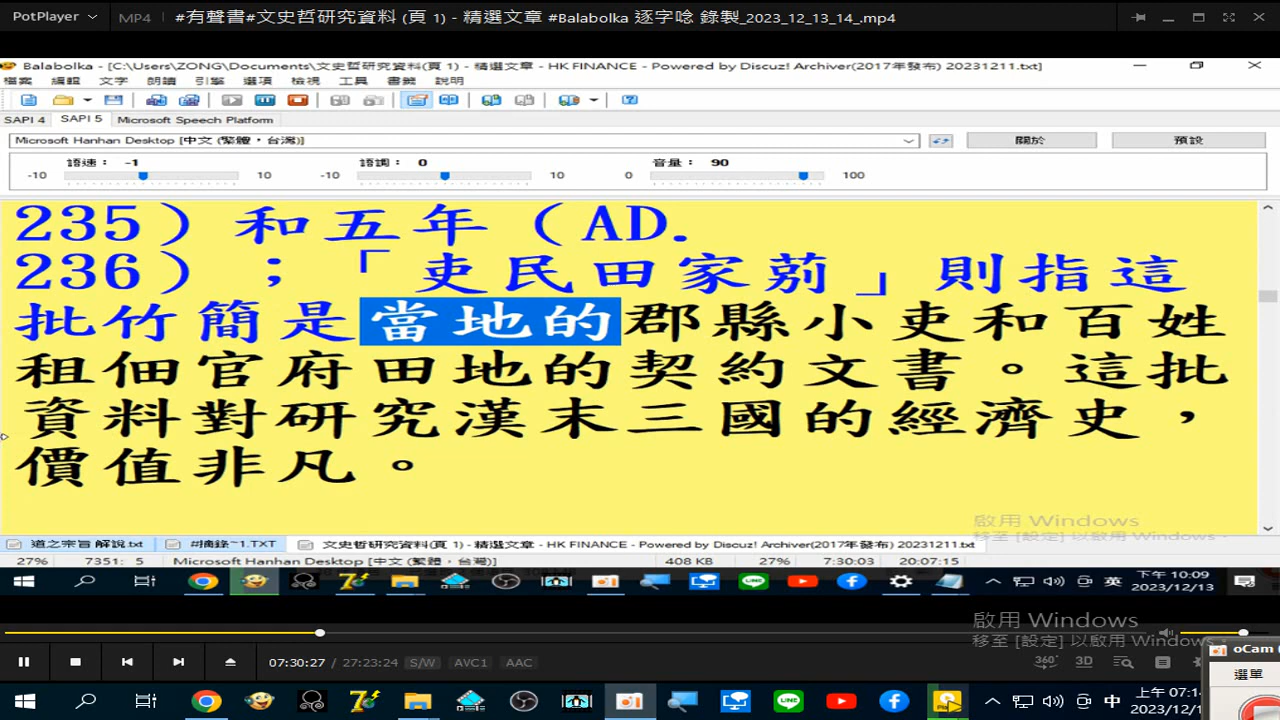 PotPlayer MP4 #有聲書#文史哲研究資料 (頁 1) - 精選文章 #Balabolka 逐字唸 錄製_2023_12_13_14_.mp4
Balabolka - [C:\Users\ZONG\Documents\文史哲研究資料(頁 1) - 精選文章 - HK FINANCE - Powered by Discuz! Archiver(2017年發布) 20231211.txt]
檔案 編輯 文字 朗讀 引擎 選項 檢視 工具 書籤 說明
SAPI 4 SAPI 5 Microsoft Speech Platform
Microsoft Hanhan Desktop [中文 (繁體，台灣)] 關於 預設
語速： -1 語調： 0 音量： 90
-10 10 -10 10 0 100
235）和五年（AD.
236）；「吏民田家莂」則指這
批竹簡是當地的郡縣小吏和百姓
租佃官府田地的契約文書。這批
資料對研究漢末三國的經濟史，
價值非凡。
啟用 Windows
移至 [設定] 以啟用 Windows。
道之宗旨 解說.txt #摘錄~1.TXT 文史哲研究資料(頁 1) - 精選文章 - HK FINANCE - Powered by Discuz! Archiver(2017年發布) 20231211.txt
27% 7351: 5 Microsoft Hanhan Desktop [中文 (繁體，台灣)] 408 KB 27% 7:30:03 20:07:15
英 下午 10:09
2023/12/13
啟用 Windows
移至 [設定] 以啟用 Windows。
oCam
選單
07:30:27 / 27:23:24 S/W AVC1 AAC 360° 3D
中 上午 07:1
2023/12/1